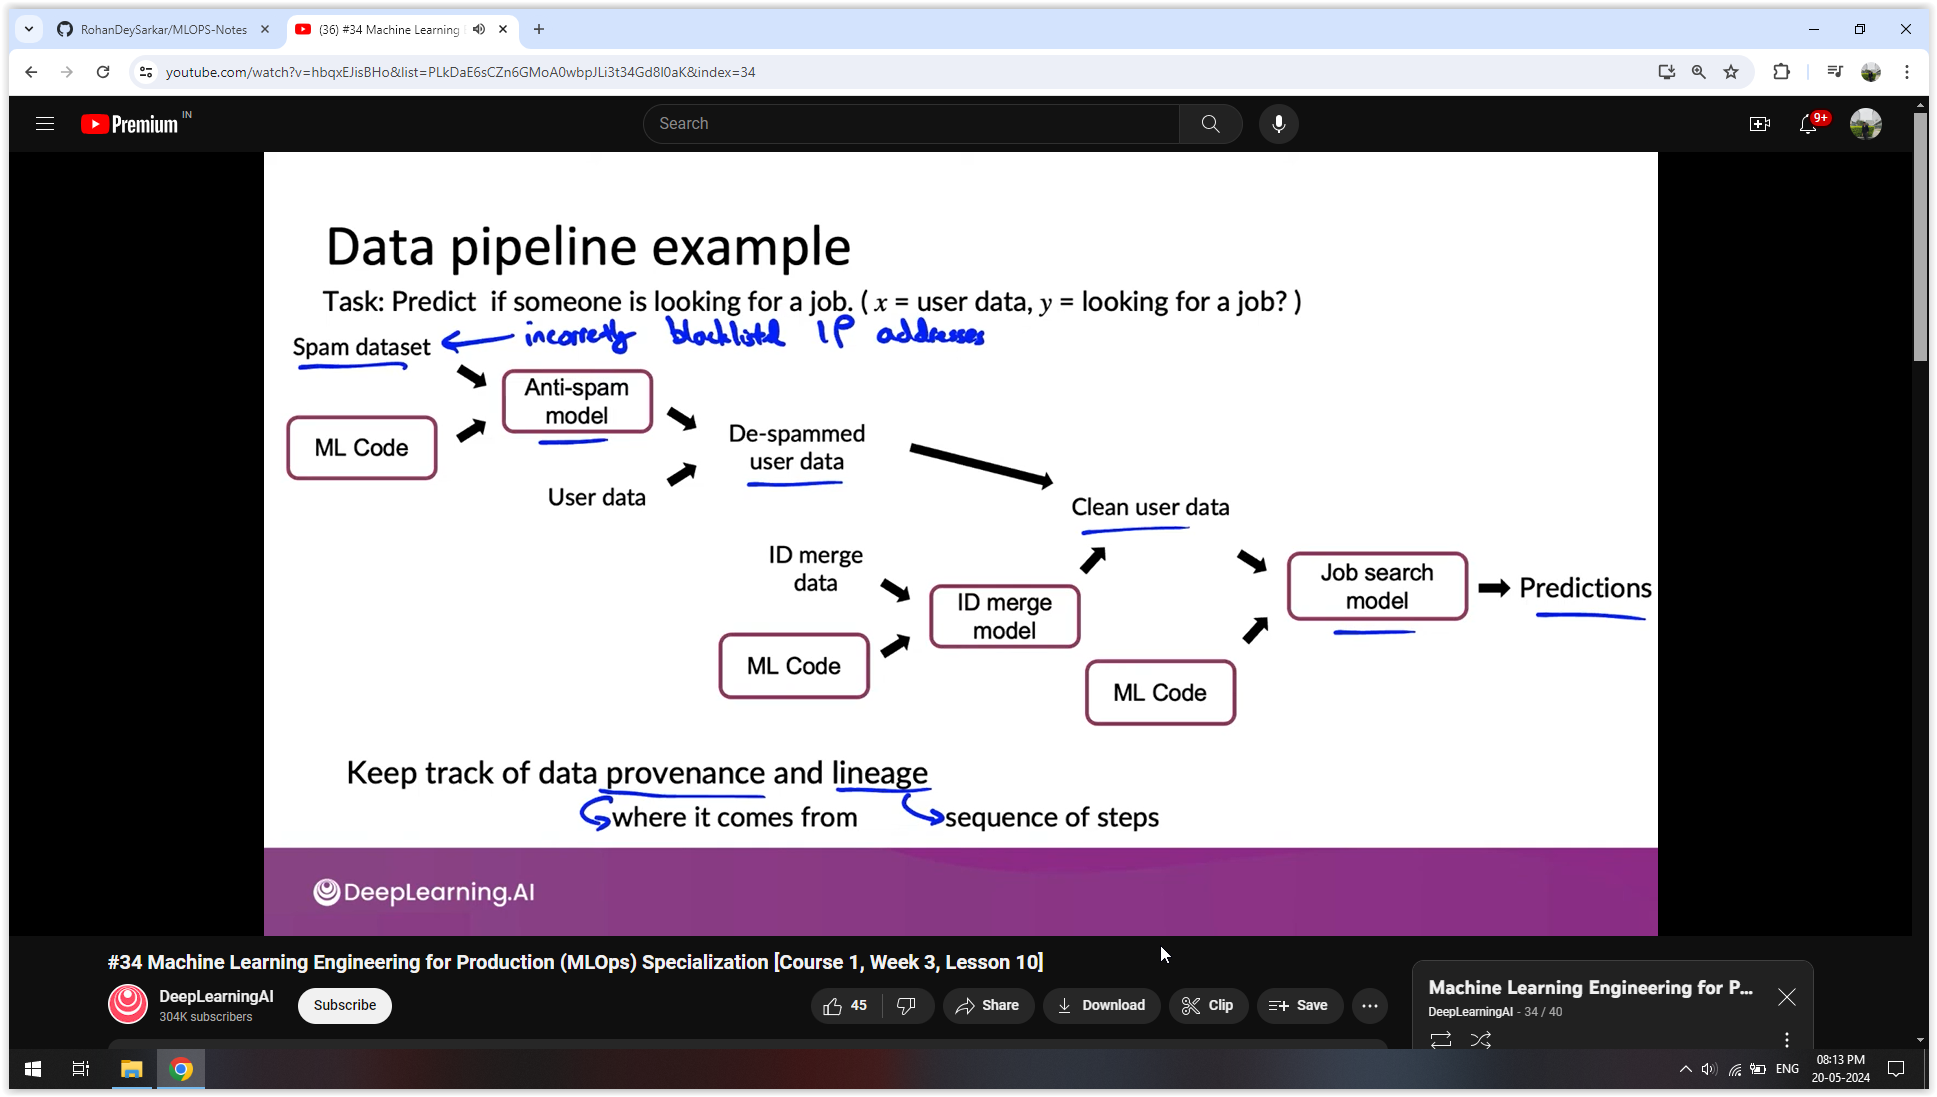 RohanDeySarkar/MLOPS-Notes
(36) #34 Machine Learning
youtube.com/watch?v=hbqxEJisBHo&list=PLkDaE6sCZn6GMoA0wbpJLi3t34Gd8I0aK&index=34
Premium IN
Search
9+
Data pipeline example
Task: Predict if someone is looking for a job. ( x = user data, y = looking for a job? )
Spam dataset
incorrectly blacklisted IP addresses
Anti-spam
model
ML Code
De-spammed
user data
User data
Clean user data
ID merge
data
ID merge
model
ML Code
Job search
model
Predictions
ML Code
Keep track of data provenance and lineage
where it comes from
sequence of steps
DeepLearning.AI
#34 Machine Learning Engineering for Production (MLOps) Specialization [Course 1, Week 3, Lesson 10]
DeepLearningAI
304K subscribers
Subscribe
45
Share
Download
Clip
Save
Machine Learning Engineering for P...
DeepLearningAI - 34 / 40
ENG
08:13 PM
20-05-2024